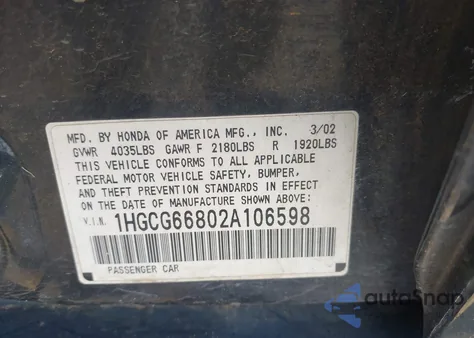 MFD. BY HONDA OF AMERICA MFG., INC. 3/02
GVWR 4035LBS GAWR F 2180LBS R 1920LBS
THIS VEHICLE CONFORMS TO ALL APPLICABLE
FEDERAL MOTOR VEHICLE SAFETY, BUMPER,
AND THEFT PREVENTION STANDARDS IN EFFECT
ON THE DATE OF MANUFACTURE SHOWN ABOVE:
V.I.N. 1HGCG66802A106598
PASSENGER CAR
autoSnap